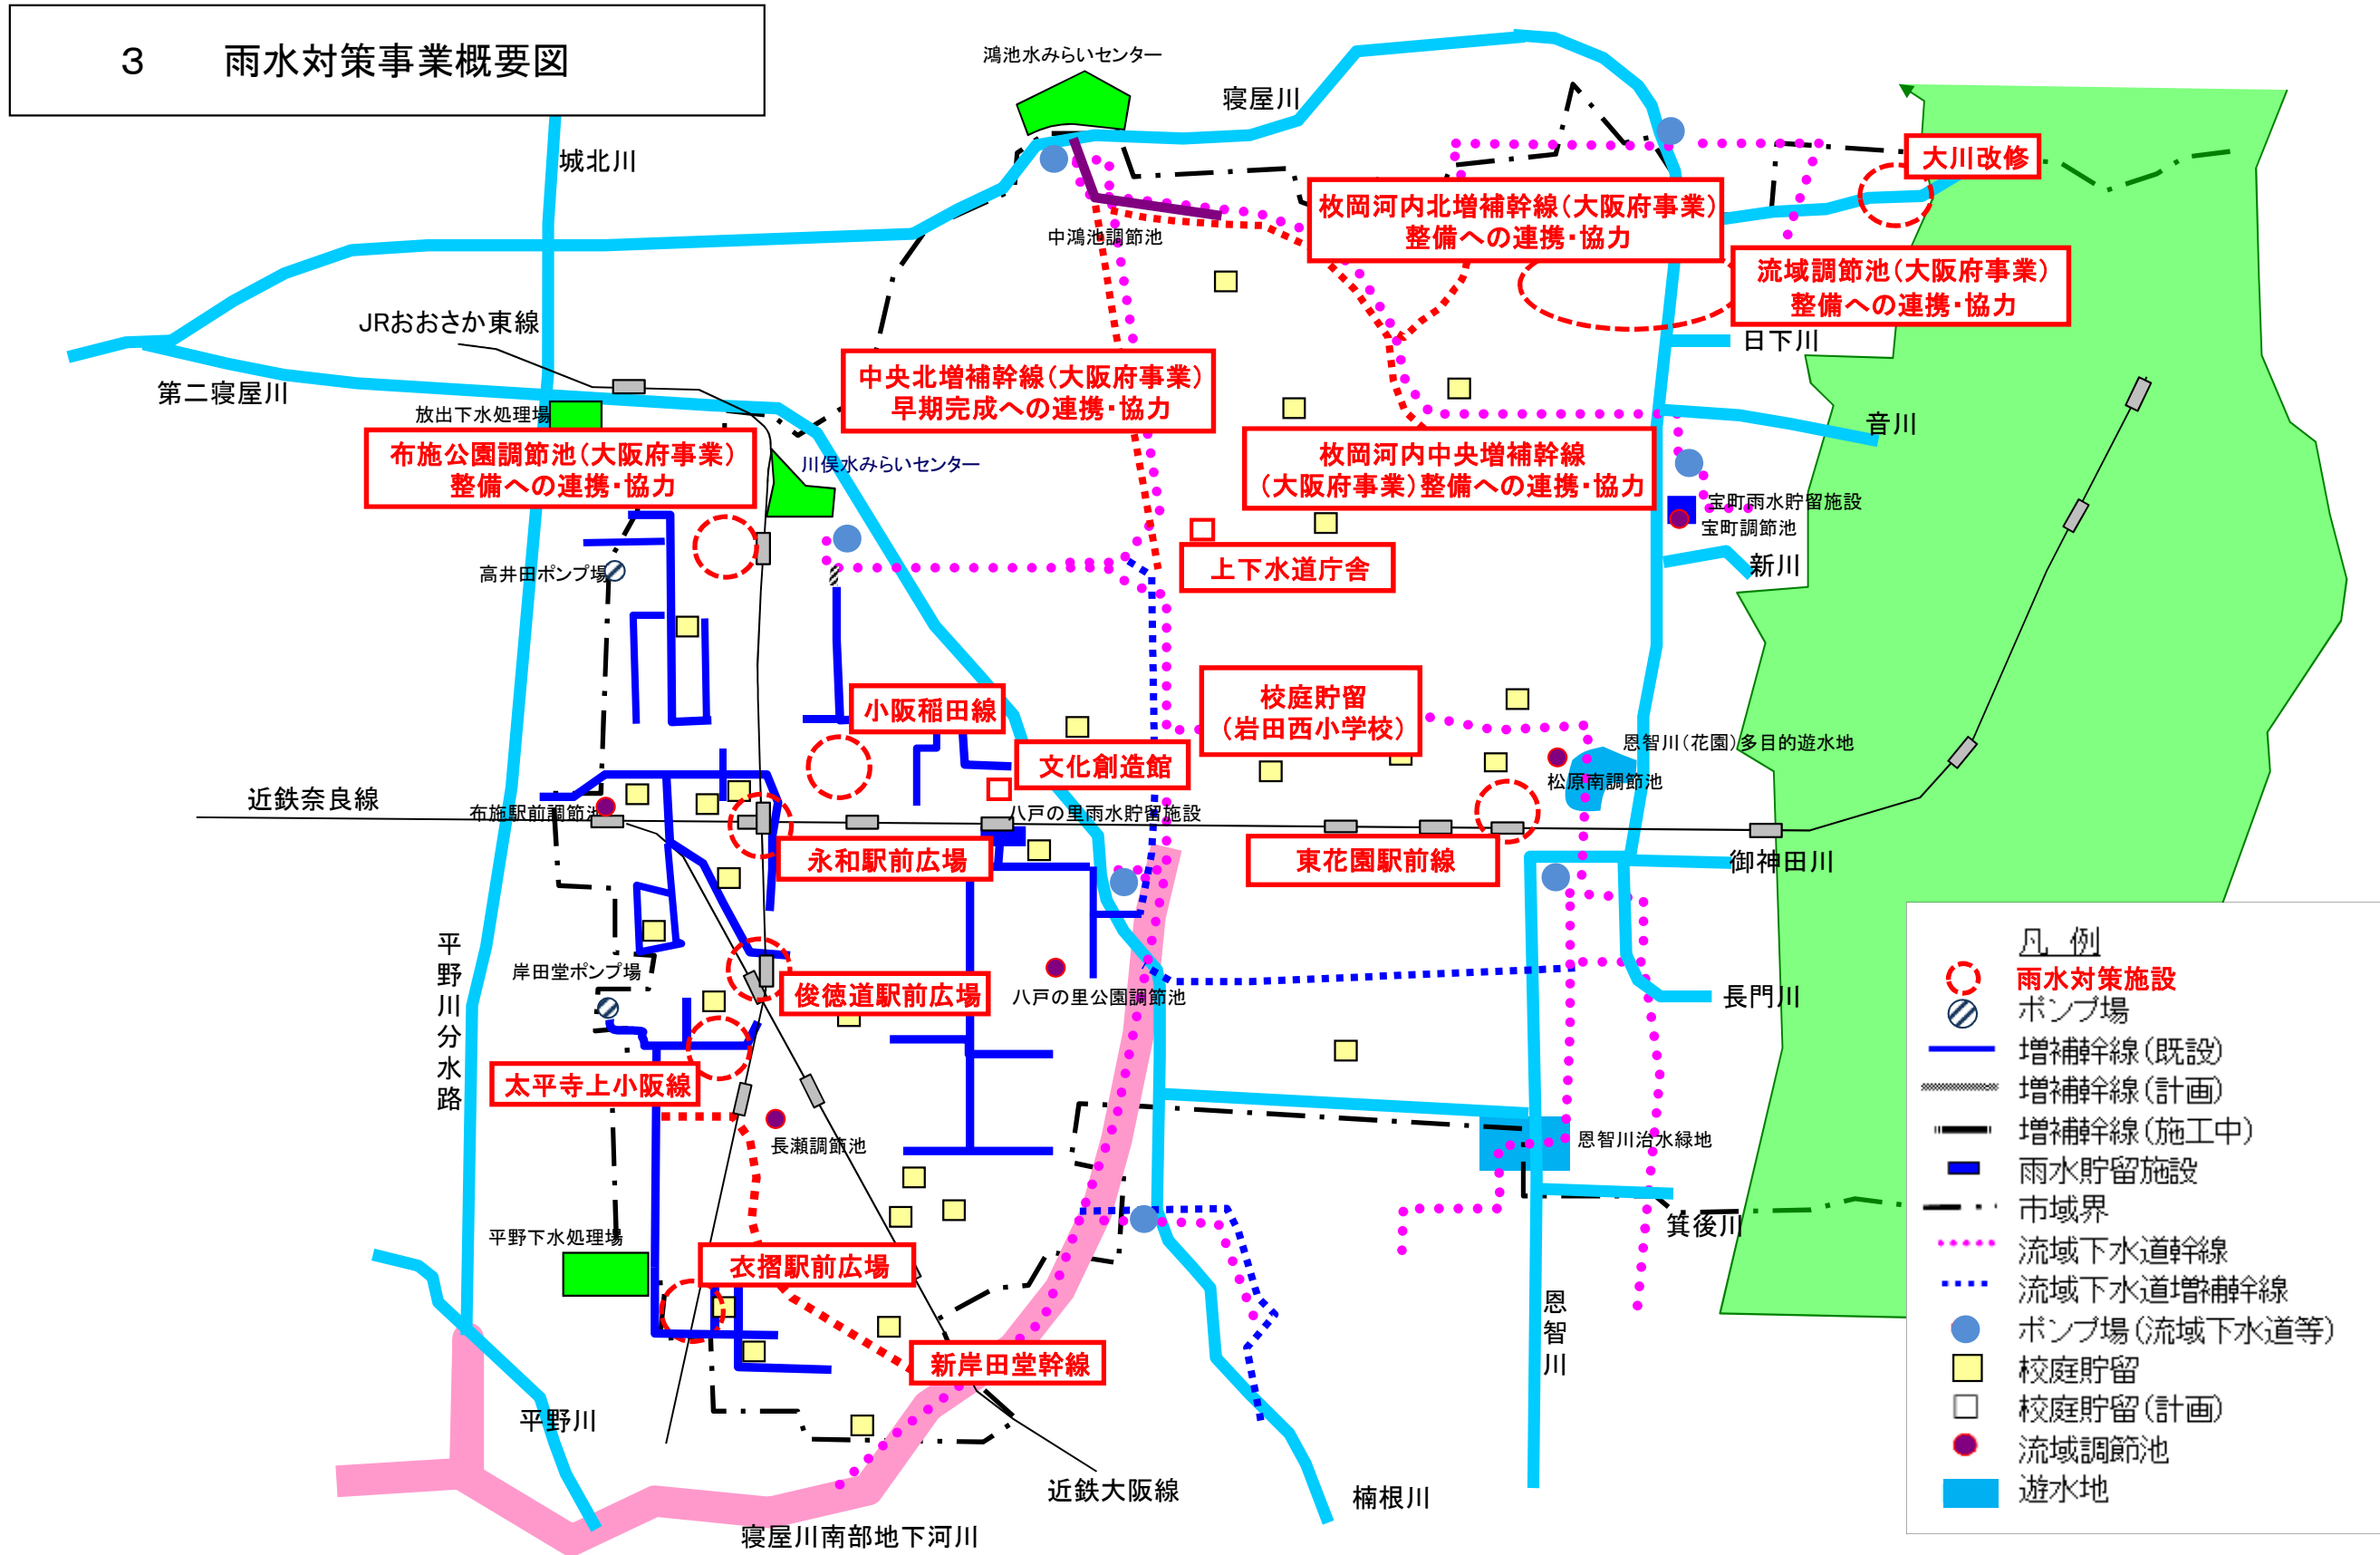 ３　雨水対策事業概要図
鴻池水みらいセンター
寝屋川
城北川
大川改修
枚岡河内北増補幹線（大阪府事業）
整備への連携・協力
中鴻池調節池
流域調節池（大阪府事業）
整備への連携・協力
JRおおさか東線
日下川
第二寝屋川
中央北増補幹線（大阪府事業）
早期完成への連携・協力
放出下水処理場
音川
布施公園調節池（大阪府事業）
整備への連携・協力
川俣水みらいセンター
枚岡河内中央増補幹線
（大阪府事業）整備への連携・協力
宝町雨水貯留施設
宝町調節池
高井田ポンプ場
上下水道庁舎
新川
小阪稲田線
校庭貯留
（岩田西小学校）
文化創造館
恩智川（花園）多目的遊水地
松原南調節池
近鉄奈良線
布施駅前調節池
八戸の里雨水貯留施設
永和駅前広場
東花園駅前線
御神田川
平野川分水路
岸田堂ポンプ場
俊徳道駅前広場
八戸の里公園調節池
長門川
太平寺上小阪線
長瀬調節池
恩智川治水緑地
箕後川
平野下水処理場
衣摺駅前広場
恩智川
新岸田堂幹線
平野川
近鉄大阪線
楠根川
寝屋川南部地下河川
凡　例
雨水対策施設
ポンプ場
増補幹線（既設）
増補幹線（計画）
増補幹線（施工中）
雨水貯留施設
市域界
流域下水道幹線
流域下水道増補幹線
ポンプ場（流域下水道等）
校庭貯留
校庭貯留（計画）
流域調節池
遊水地